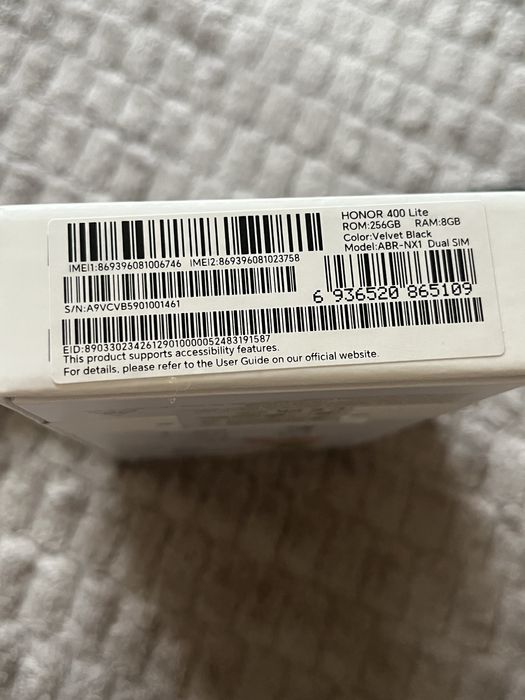 HONOR 400 Lite
ROM:256GB RAM:8GB
Color:Velvet Black
Model:ABR-NX1 Dual SIM
IMEI1:869396081006746 IMEI2:869396081023758
S/N:A9VCVB5901001461
6 936520 865109
EID:89033023426129010000052483191587
This product supports accessibility features.
For details, please refer to the User Guide on our official website.